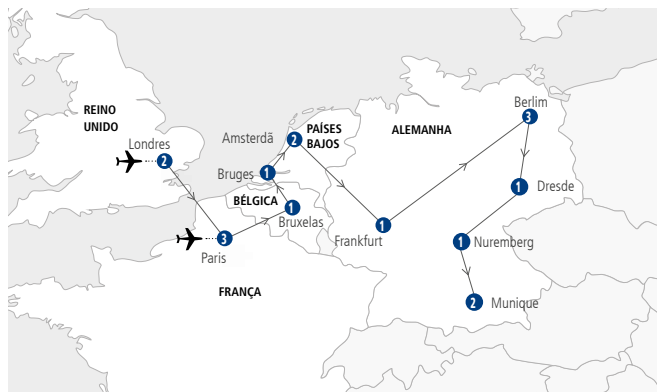 REINO
UNIDO
Londres
2
Amsterdã
2
PAÍSES
BAJOS
ALEMANHA
Berlim
3
Bruges
1
BÉLGICA
1
Bruxelas
1
Dresde
3
Paris
1
Frankfurt
1
Nuremberg
FRANÇA
2
Munique